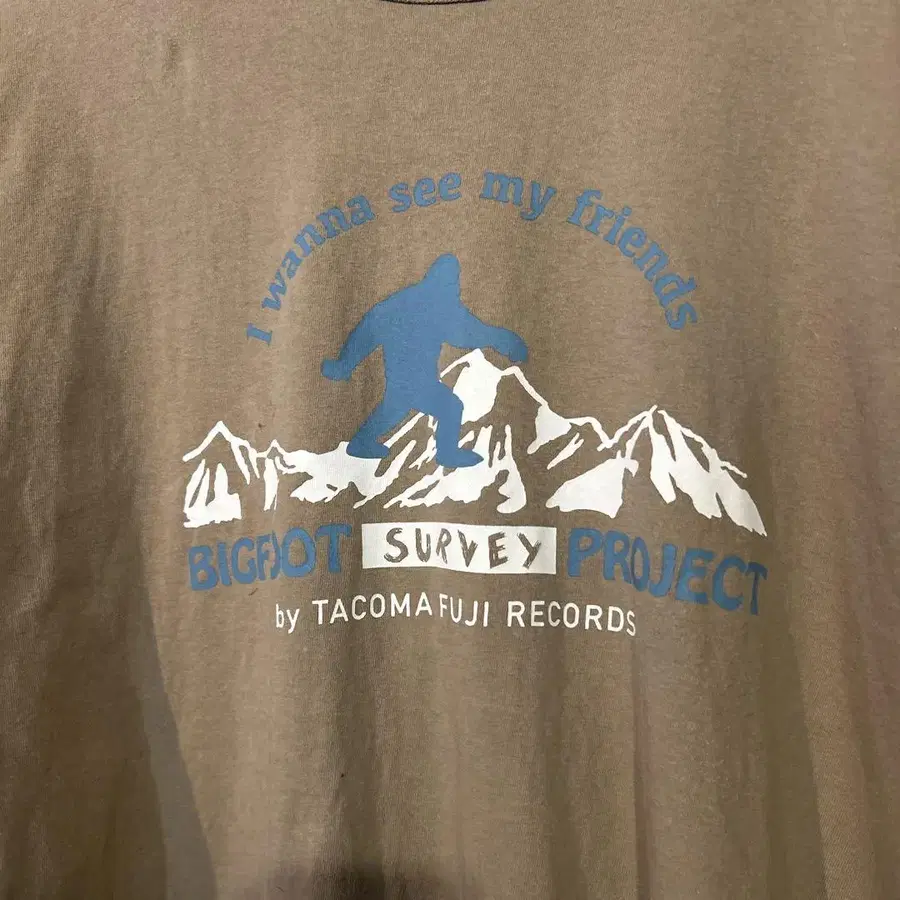 I wanna see my friends
BIGFOOT SURVEY PROJECT
by TACOMA FUJI RECORDS